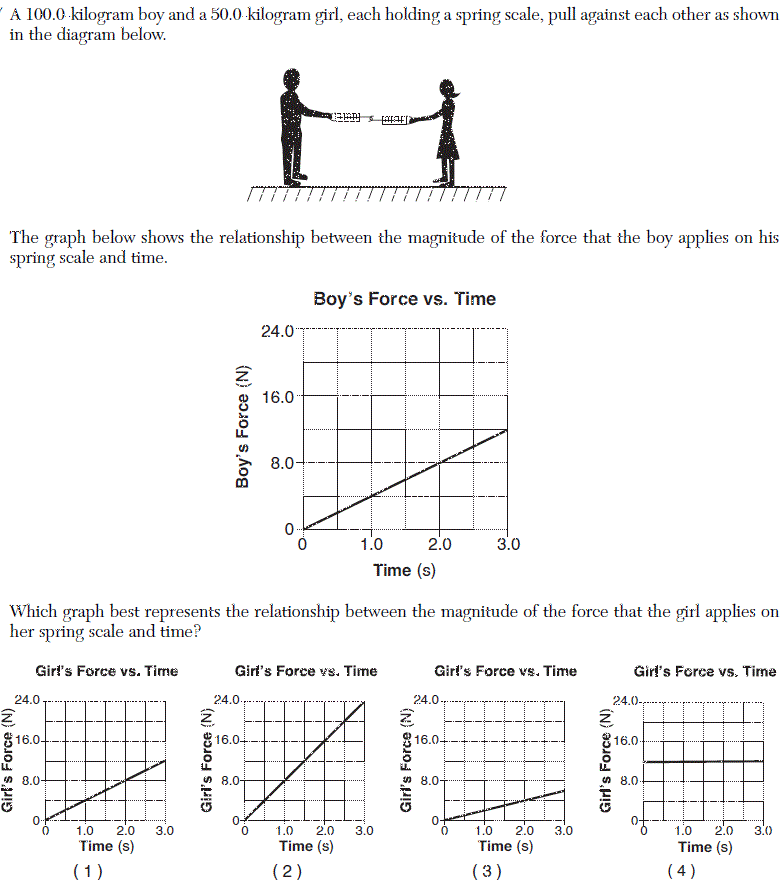 A 100.0-kilogram boy and a 50.0-kilogram girl, each holding a spring scale, pull against each other as shown
in the diagram below.
The graph below shows the relationship between the magnitude of the force that the boy applies on his
spring scale and time.
Boy's Force vs. Time
24.0
16.0
8.0
0
Boy's Force (N)
0 1.0 2.0 3.0
Time (s)
Which graph best represents the relationship between the magnitude of the force that the girl applies on
her spring scale and time?
Girl's Force vs. Time
24.0
16.0
8.0
0
Girl's Force (N)
0 1.0 2.0 3.0
Time (s)
( 1 )
Girl's Force vs. Time
24.0
16.0
8.0
0
Girl's Force (N)
0 1.0 2.0 3.0
Time (s)
( 2 )
Girl's Force vs. Time
24.0
16.0
8.0
0
Girl's Force (N)
0 1.0 2.0 3.0
Time (s)
( 3 )
Girl's Force vs. Time
24.0
16.0
8.0
0
Girl's Force (N)
0 1.0 2.0 3.0
Time (s)
( 4 )